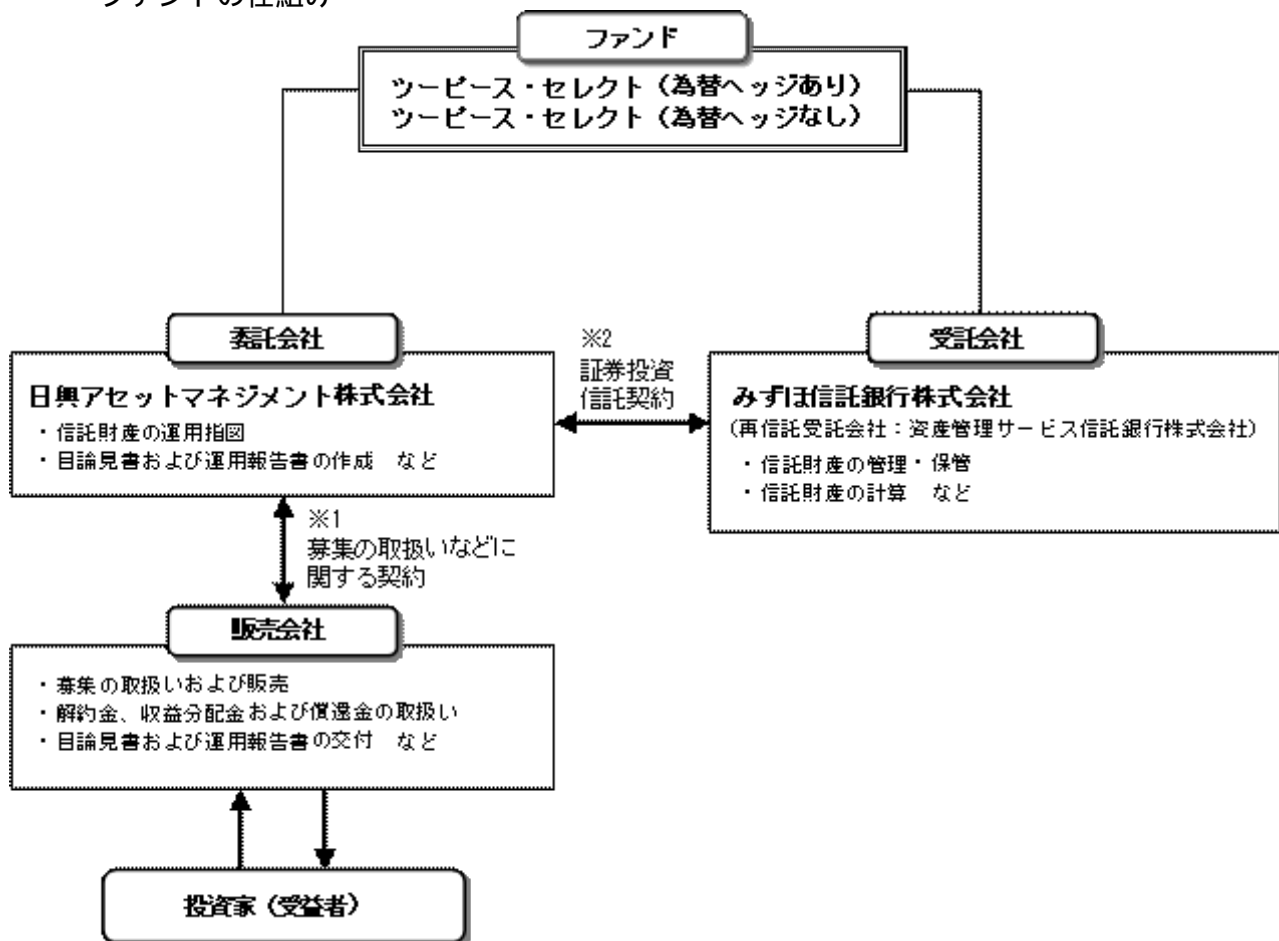 ファンドの仕組み
ファンド
ツーピース・セレクト（為替ヘッジあり）
ツーピース・セレクト（為替ヘッジなし）
委託会社
日興アセットマネジメント株式会社
・信託財産の運用指図
・目論見書および運用報告書の作成　など
※2
証券投資
信託契約
受託会社
みずほ信託銀行株式会社
（再信託受託会社：資産管理サービス信託銀行株式会社）
・信託財産の管理・保管
・信託財産の計算　など
※1
募集の取扱いなどに
関する契約
販売会社
・募集の取扱いおよび販売
・解約金、収益分配金および償還金の取扱い
・目論見書および運用報告書の交付　など
投資家（受益者）